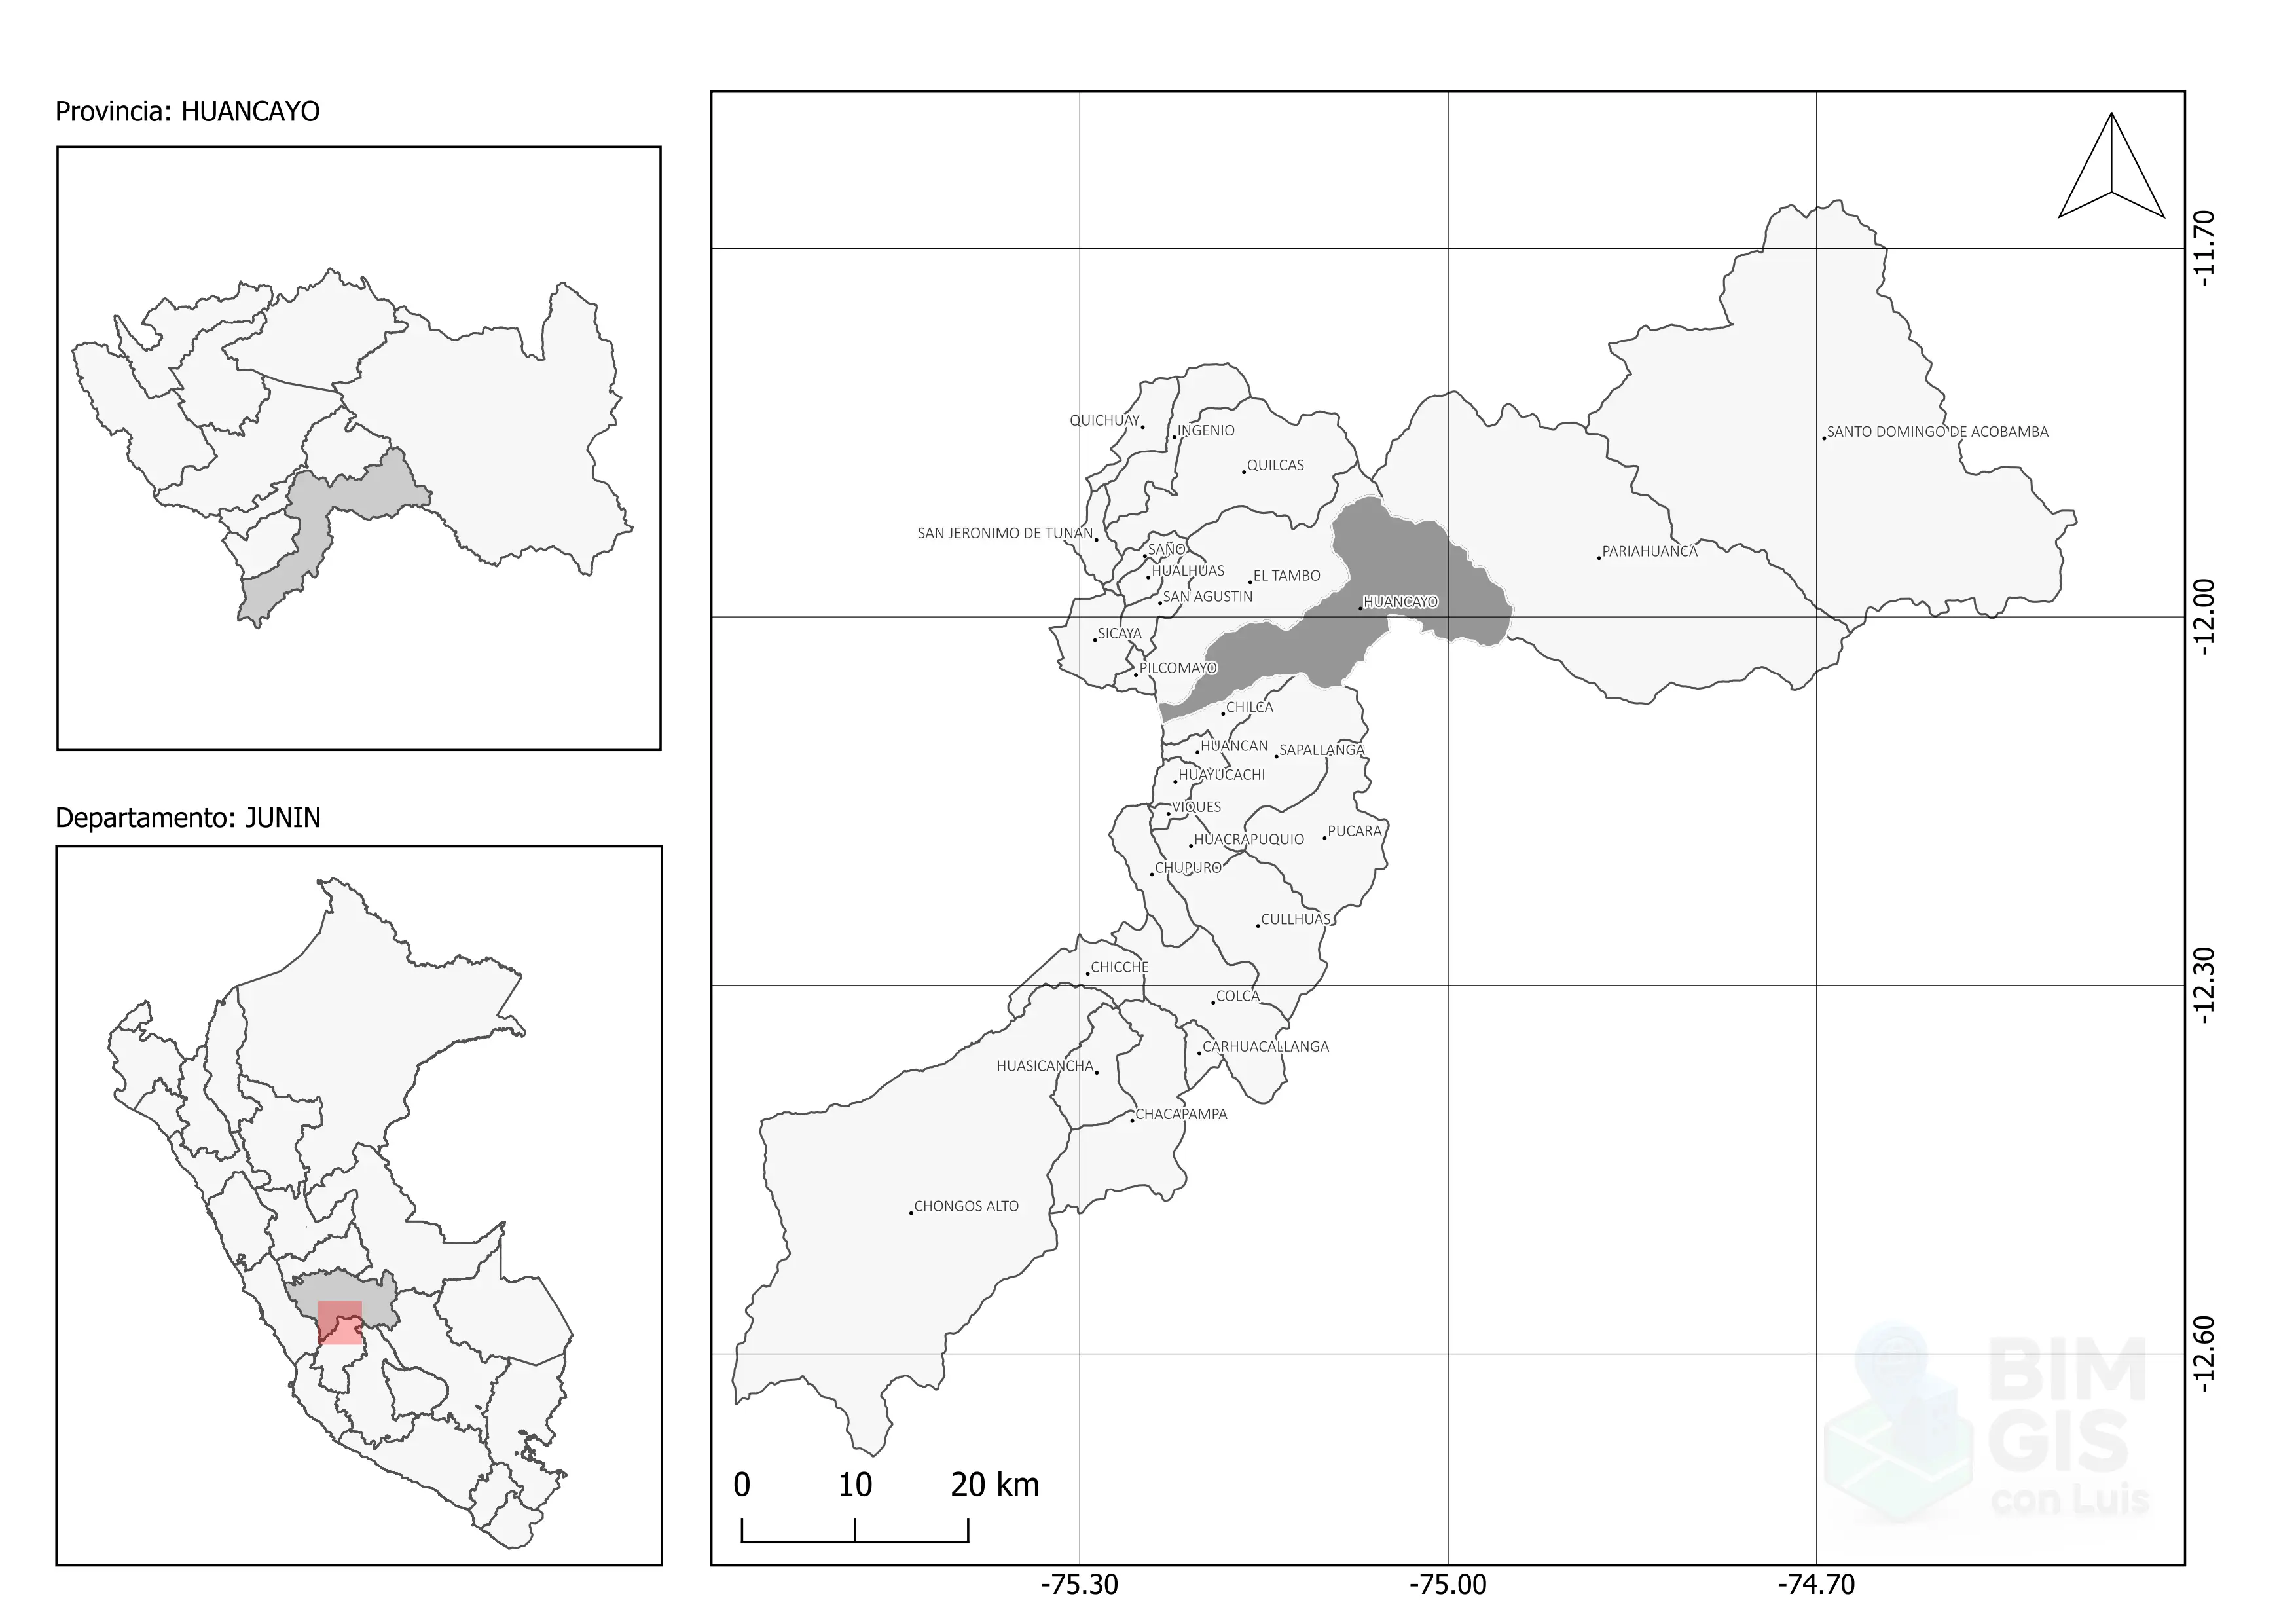 Provincia: HUANCAYO
Departamento: JUNIN
QUICHUAY
INGENIO
QUILCAS
SANTO DOMINGO DE ACOBAMBA
SAN JERONIMO DE TUNAN
SAÑO
HUALHUAS
EL TAMBO
PARIAHUANCA
SAN AGUSTIN
HUANCAYO
SICAYA
PILCOMAYO
CHILCA
HUANCAN
SAPALLANGA
HUAYUCACHI
VIQUES
HUACRAPUQUIO
PUCARA
CHUPURO
CULLHUAS
CHICCHE
COLCA
CARHUACALLANGA
HUASICANCHA
CHACAPAMPA
CHONGOS ALTO
0 10 20 km
-11.70
-12.00
-12.30
-12.60
-75.30 -75.00 -74.70
BIM
GIS
con Luis